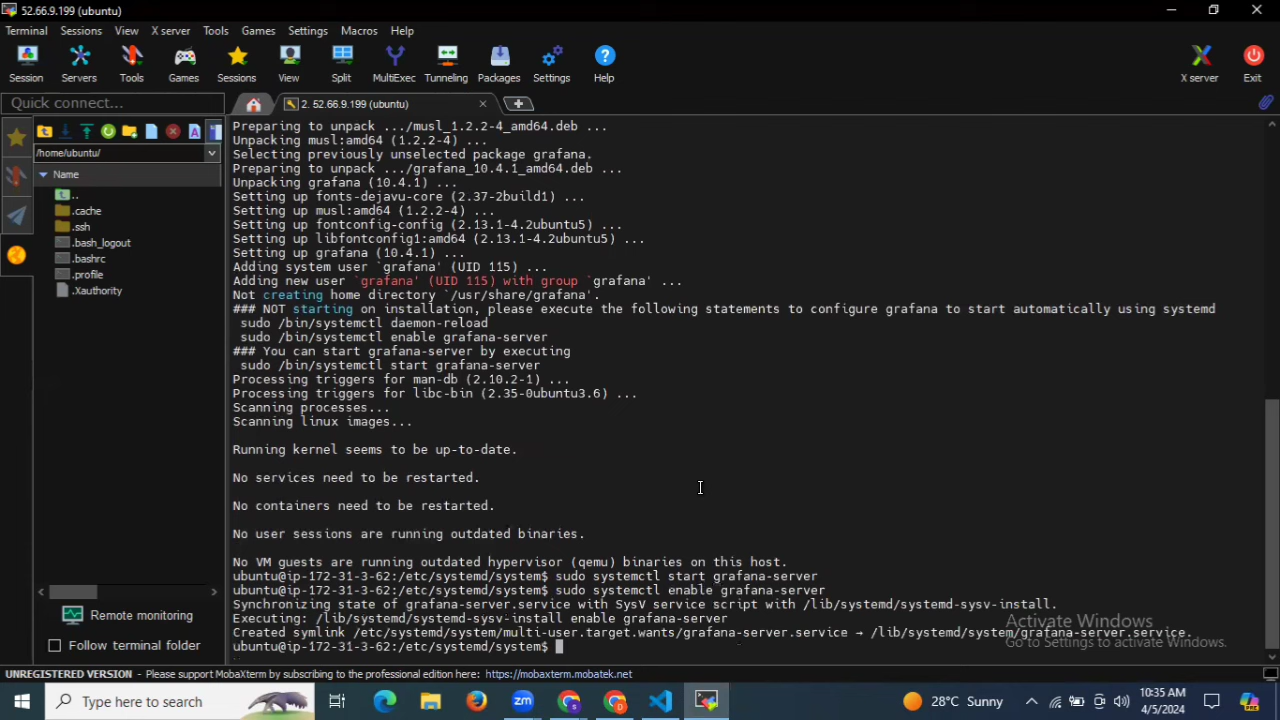 52.66.9.199 (ubuntu)
Terminal Sessions View X server Tools Games Settings Macros Help
Session Servers Tools Games Sessions View Split MultiExec Tunneling Packages Settings Help X server Exit
Quick connect...
2. 52.66.9.199 (ubuntu)
/home/ubuntu/
Name
..
.cache
.ssh
.bash_logout
.bashrc
.profile
.Xauthority
Preparing to unpack .../musl_1.2.2-4_amd64.deb ...
Unpacking musl:amd64 (1.2.2-4) ...
Selecting previously unselected package grafana.
Preparing to unpack .../grafana_10.4.1_amd64.deb ...
Unpacking grafana (10.4.1) ...
Setting up fonts-dejavu-core (2.37-2build1) ...
Setting up musl:amd64 (1.2.2-4) ...
Setting up fontconfig-config (2.13.1-4.2ubuntu5) ...
Setting up libfontconfig1:amd64 (2.13.1-4.2ubuntu5) ...
Setting up grafana (10.4.1) ...
Adding system user `grafana' (UID 115) ...
Adding new user `grafana' (UID 115) with group `grafana' ...
Not creating home directory `/usr/share/grafana'.
### NOT starting on installation, please execute the following statements to configure grafana to start automatically using systemd
sudo /bin/systemctl daemon-reload
sudo /bin/systemctl enable grafana-server
### You can start grafana-server by executing
sudo /bin/systemctl start grafana-server
Processing triggers for man-db (2.10.2-1) ...
Processing triggers for libc-bin (2.35-0ubuntu3.6) ...
Scanning processes...
Scanning linux images...
Running kernel seems to be up-to-date.
No services need to be restarted.
No containers need to be restarted.
No user sessions are running outdated binaries.
No VM guests are running outdated hypervisor (qemu) binaries on this host.
ubuntu@ip-172-31-3-62:/etc/systemd/system$ sudo systemctl start grafana-server
ubuntu@ip-172-31-3-62:/etc/systemd/system$ sudo systemctl enable grafana-server
Synchronizing state of grafana-server.service with SysV service script with /lib/systemd/systemd-sysv-install.
Executing: /lib/systemd/systemd-sysv-install enable grafana-server
Created symlink /etc/systemd/system/multi-user.target.wants/grafana-server.service → /lib/systemd/system/grafana-server.service.
ubuntu@ip-172-31-3-62:/etc/systemd/system$
Remote monitoring
Follow terminal folder
Activate Windows
Go to Settings to activate Windows.
UNREGISTERED VERSION - Please support MobaXterm by subscribing to the professional edition here: https://mobaxterm.mobatek.net
Type here to search
28°C Sunny
10:35 AM
4/5/2024